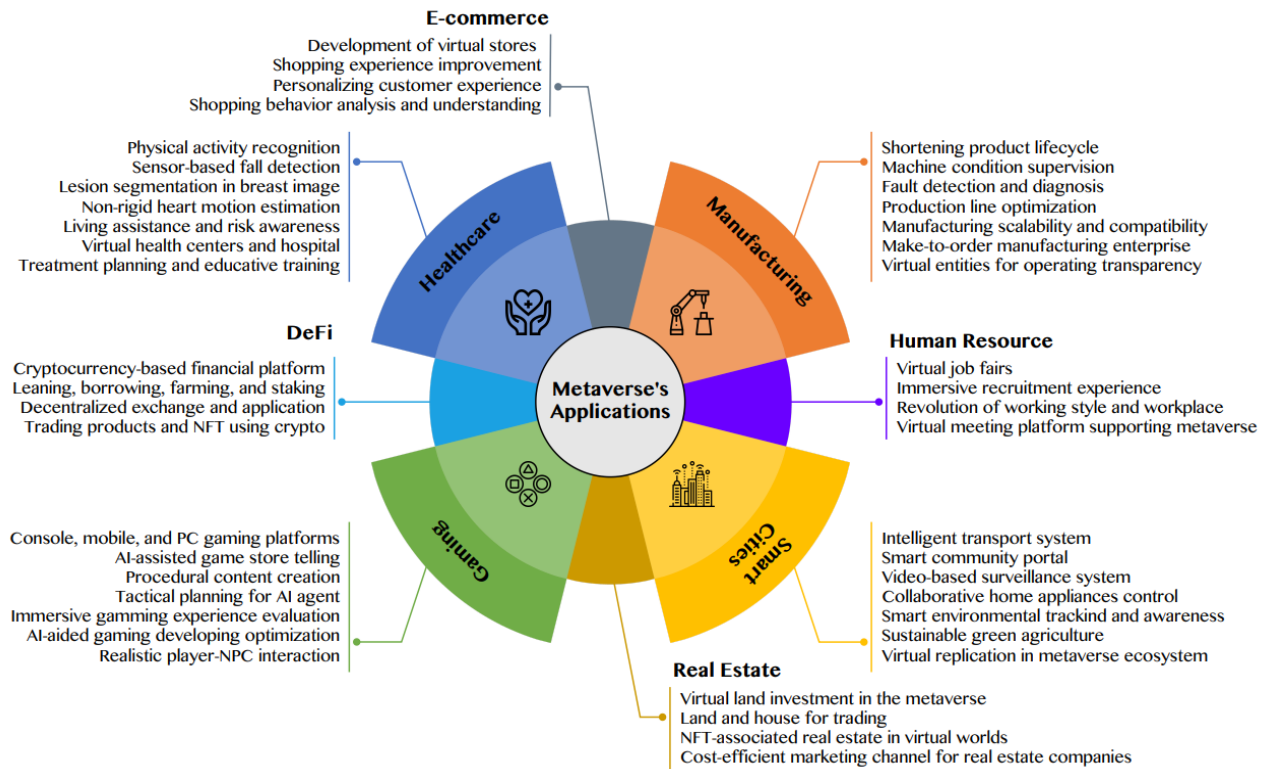 E-commerce
Development of virtual stores
Shopping experience improvement
Personalizing customer experience
Shopping behavior analysis and understanding
Healthcare
Physical activity recognition
Sensor-based fall detection
Lesion segmentation in breast image
Non-rigid heart motion estimation
Living assistance and risk awareness
Virtual health centers and hospital
Treatment planning and educative training
Manufacturing
Shortening product lifecycle
Machine condition supervision
Fault detection and diagnosis
Production line optimization
Manufacturing scalability and compatibility
Make-to-order manufacturing enterprise
Virtual entities for operating transparency
DeFi
Cryptocurrency-based financial platform
Leaning, borrowing, farming, and staking
Decentralized exchange and application
Trading products and NFT using crypto
Metaverse's
Applications
Human Resource
Virtual job fairs
Immersive recruitment experience
Revolution of working style and workplace
Virtual meeting platform supporting metaverse
Gaming
Console, mobile, and PC gaming platforms
AI-assisted game store telling
Procedural content creation
Tactical planning for AI agent
Immersive gamming experience evaluation
AI-aided gaming developing optimization
Realistic player-NPC interaction
Smart
Cities
Intelligent transport system
Smart community portal
Video-based surveillance system
Collaborative home appliances control
Smart environmental trackind and awareness
Sustainable green agriculture
Virtual replication in metaverse ecosystem
Real Estate
Virtual land investment in the metaverse
Land and house for trading
NFT-associated real estate in virtual worlds
Cost-efficient marketing channel for real estate companies